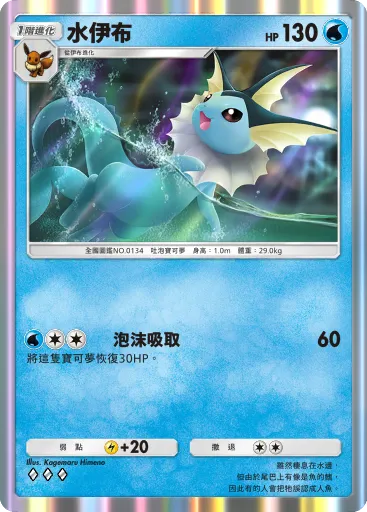 1階進化
水伊布
HP 130
從伊布進化
全國圖鑑NO.0134 吐泡寶可夢 身高：1.0m 體重：29.0kg
泡沫吸取 60
將這隻寶可夢恢復30HP。
弱點 +20 撤退
Illus. Kagemaru Himeno
雖然棲息在水邊，
但由於尾巴上有像是魚的鰭，
因此有的人會把牠誤認成人魚。